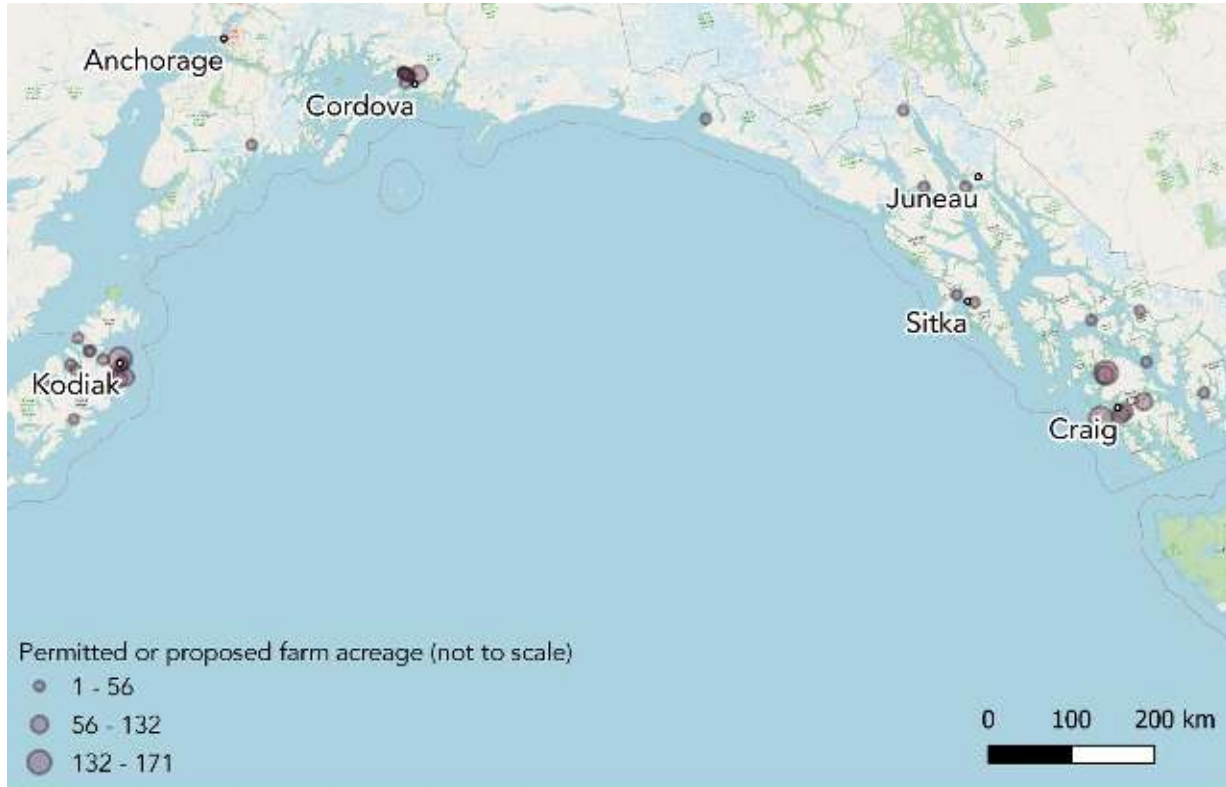 Anchorage
Cordova
Juneau
Sitka
Kodiak
Craig
Permitted or proposed farm acreage (not to scale)
1 - 56
56 - 132
132 - 171
0 100 200 km